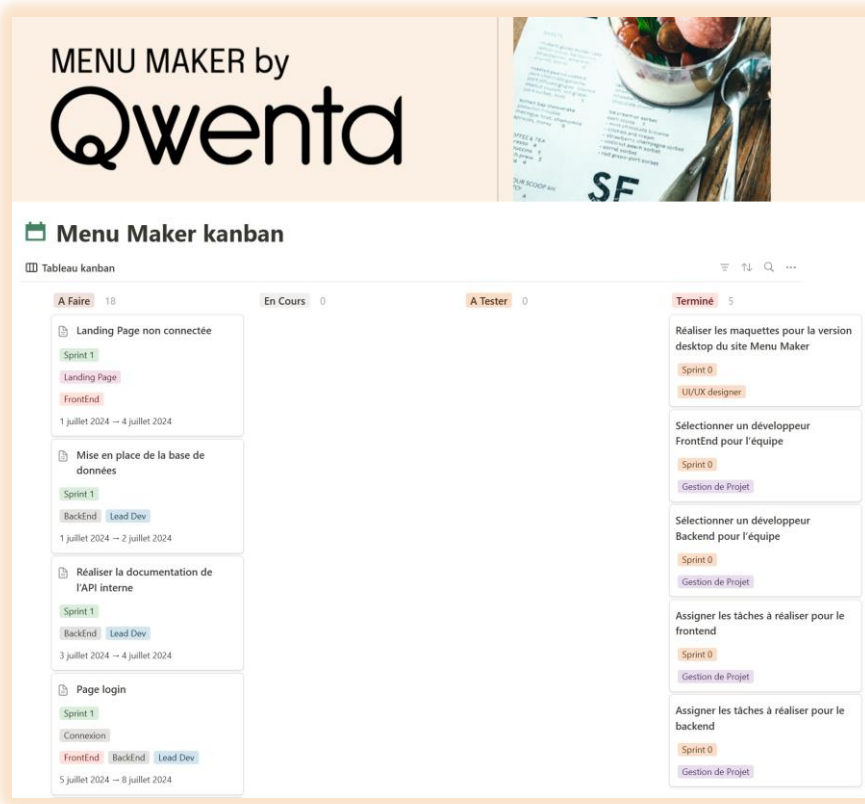 MENU MAKER by
Qwenta
SF
Menu Maker kanban
Tableau kanban
A Faire 18
Landing Page non connectée
Sprint 1
Landing Page
FrontEnd
1 juillet 2024 → 4 juillet 2024
Mise en place de la base de
données
Sprint 1
BackEnd Lead Dev
1 juillet 2024 → 2 juillet 2024
Réaliser la documentation de
l'API interne
Sprint 1
BackEnd Lead Dev
3 juillet 2024 → 4 juillet 2024
Page login
Sprint 1
Connexion
FrontEnd BackEnd Lead Dev
5 juillet 2024 → 8 juillet 2024
En Cours 0
A Tester 0
Terminé 5
Réaliser les maquettes pour la version
desktop du site Menu Maker
Sprint 0
UI/UX designer
Sélectionner un développeur
FrontEnd pour l'équipe
Sprint 0
Gestion de Projet
Sélectionner un développeur
Backend pour l'équipe
Sprint 0
Gestion de Projet
Assigner les tâches à réaliser pour le
frontend
Sprint 0
Gestion de Projet
Assigner les tâches à réaliser pour le
backend
Sprint 0
Gestion de Projet